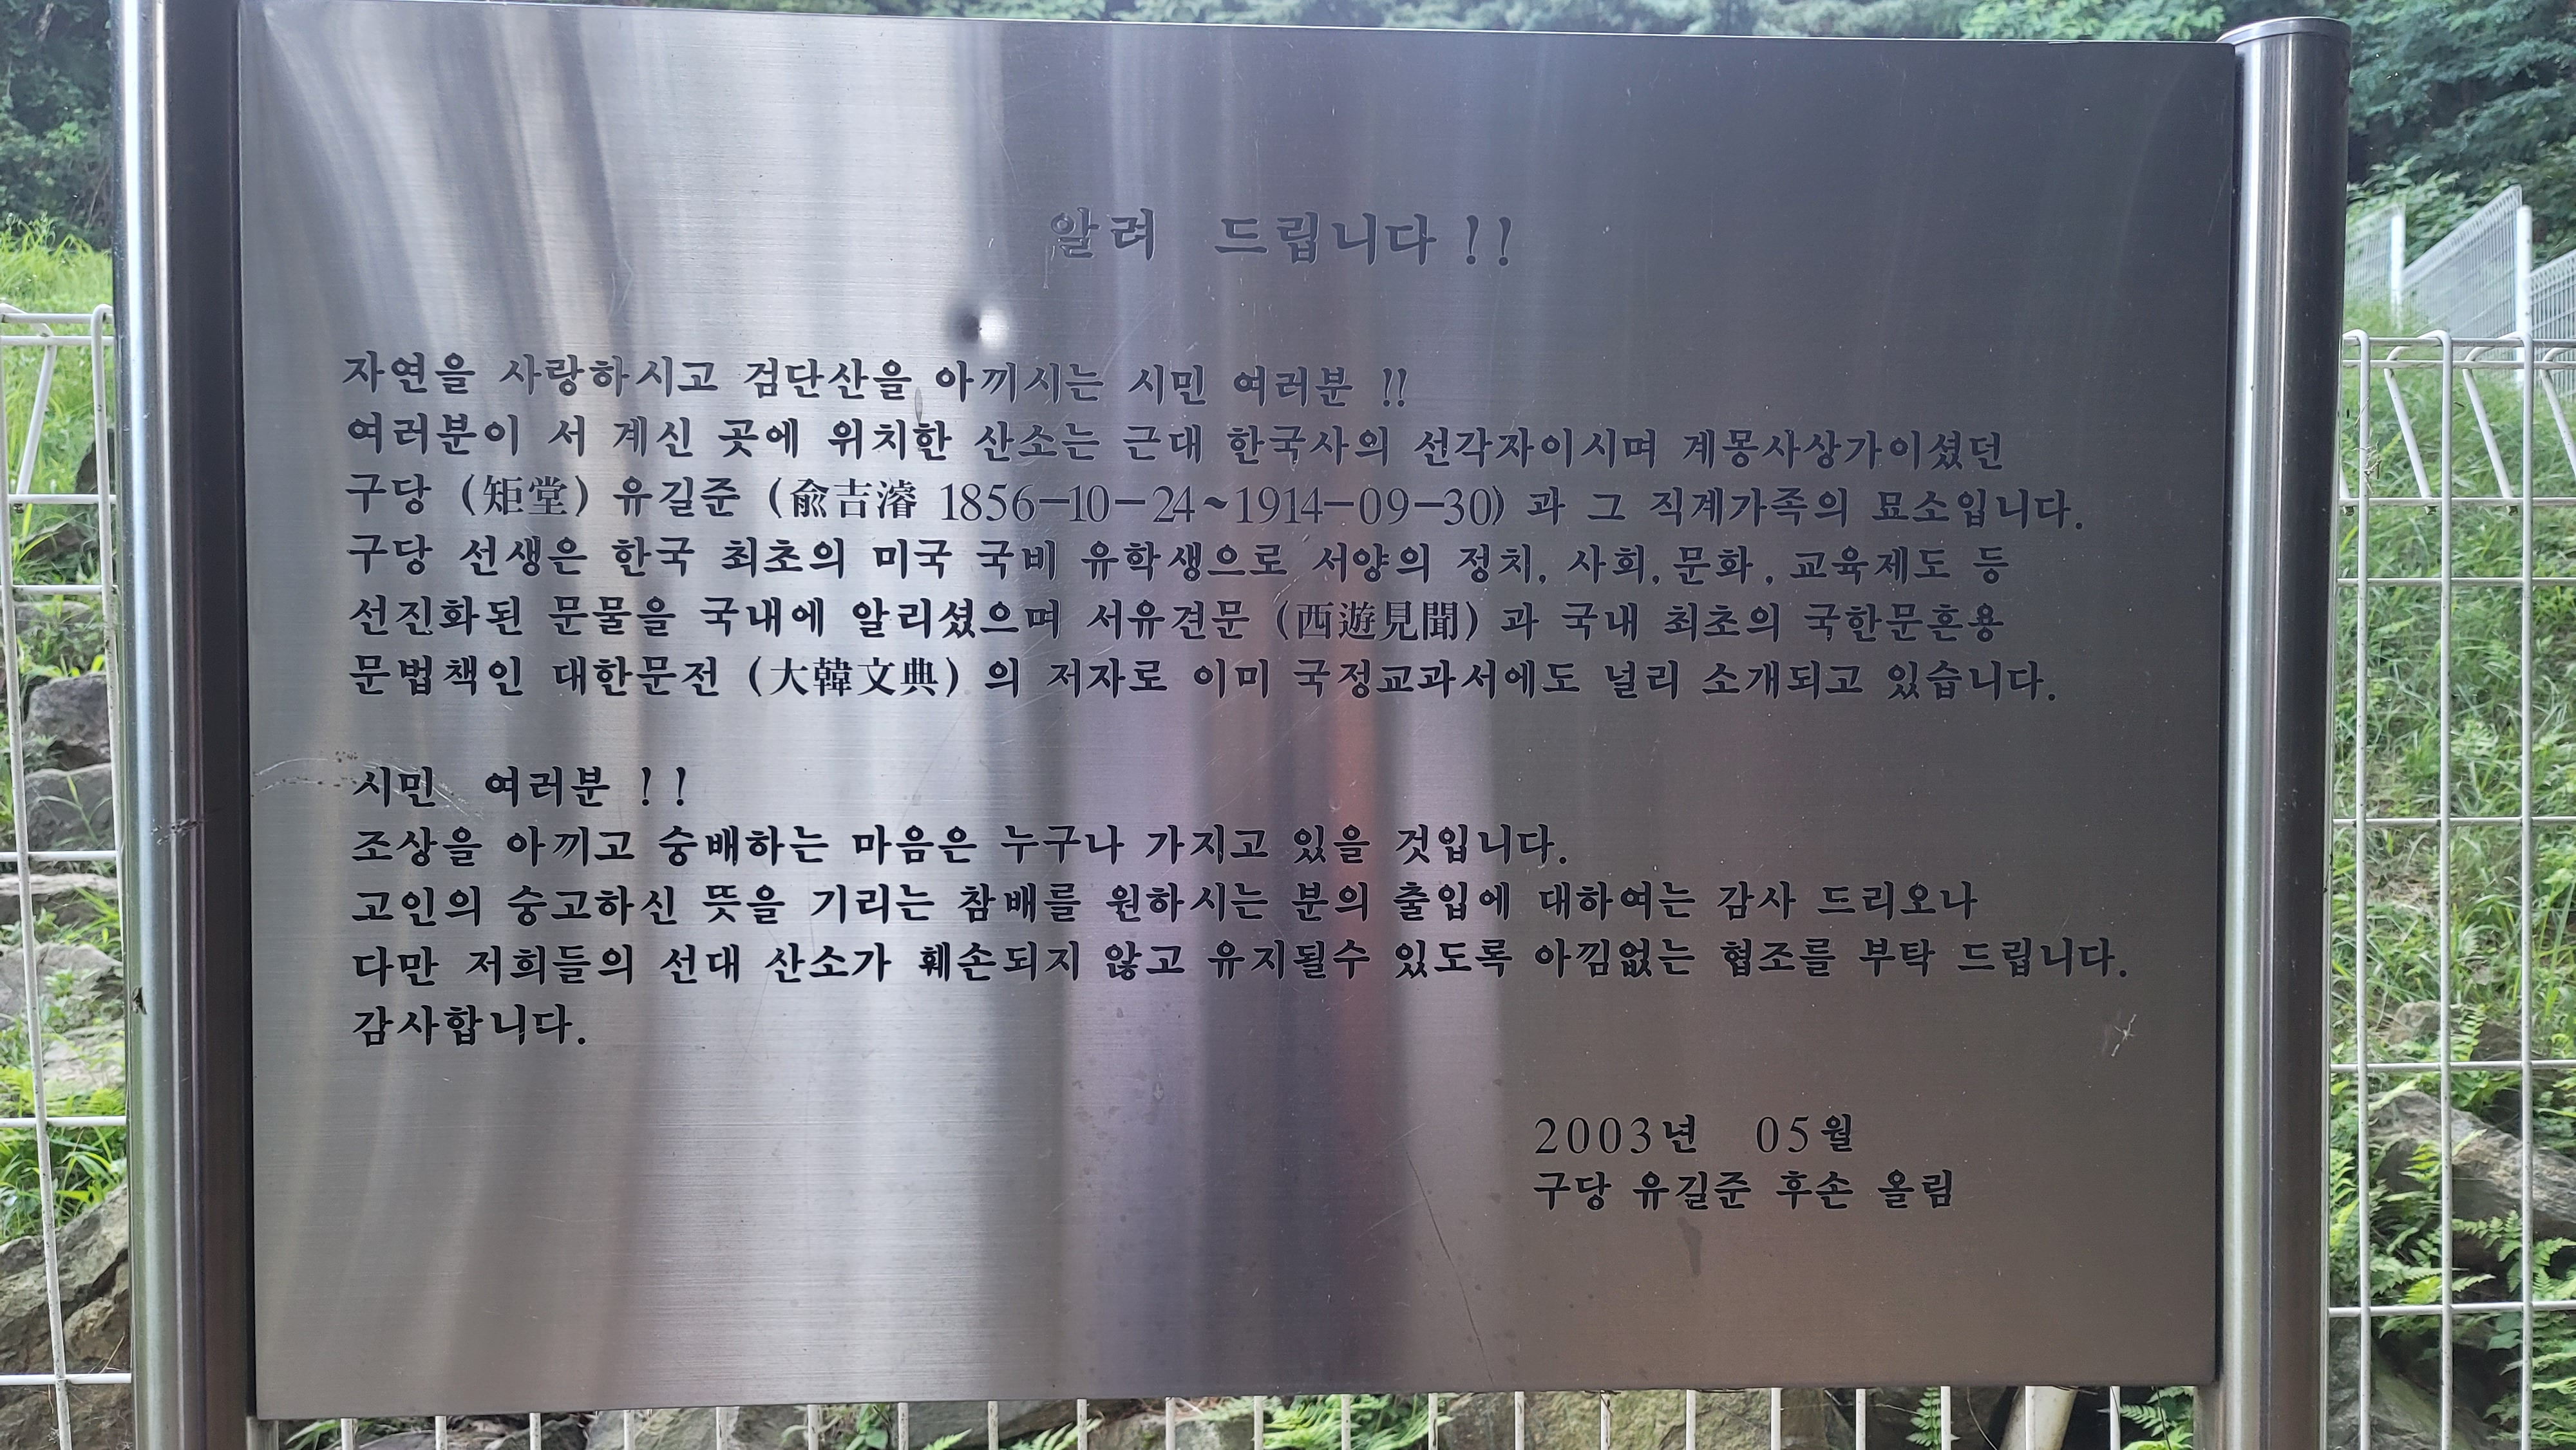 알려 드립니다!!
자연을 사랑하시고 검단산을 아끼시는 시민 여러분 !!
여러분이 서 계신 곳에 위치한 산소는 근대 한국사의 선각자이시며 계몽사상가이셨던
구당 (矩堂) 유길준 (兪吉濬 1856-10-24~1914-09-30) 과 그 직계가족의 묘소입니다.
구당 선생은 한국 최초의 미국 국비 유학생으로 서양의 정치, 사회, 문화, 교육제도 등
선진화된 문물을 국내에 알리셨으며 서유견문 (西遊見聞) 과 국내 최초의 국한문혼용
문법책인 대한문전 (大韓文典) 의 저자로 이미 국정교과서에도 널리 소개되고 있습니다.
시민 여러분 !!
조상을 아끼고 숭배하는 마음은 누구나 가지고 있을 것입니다.
고인의 숭고하신 뜻을 기리는 참배를 원하시는 분의 출입에 대하여는 감사 드리오나
다만 저희들의 선대 산소가 훼손되지 않고 유지될수 있도록 아낌없는 협조를 부탁 드립니다.
감사합니다.
2003년 05월
구당 유길준 후손 올림